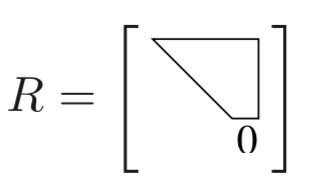 R = [ 0 ]